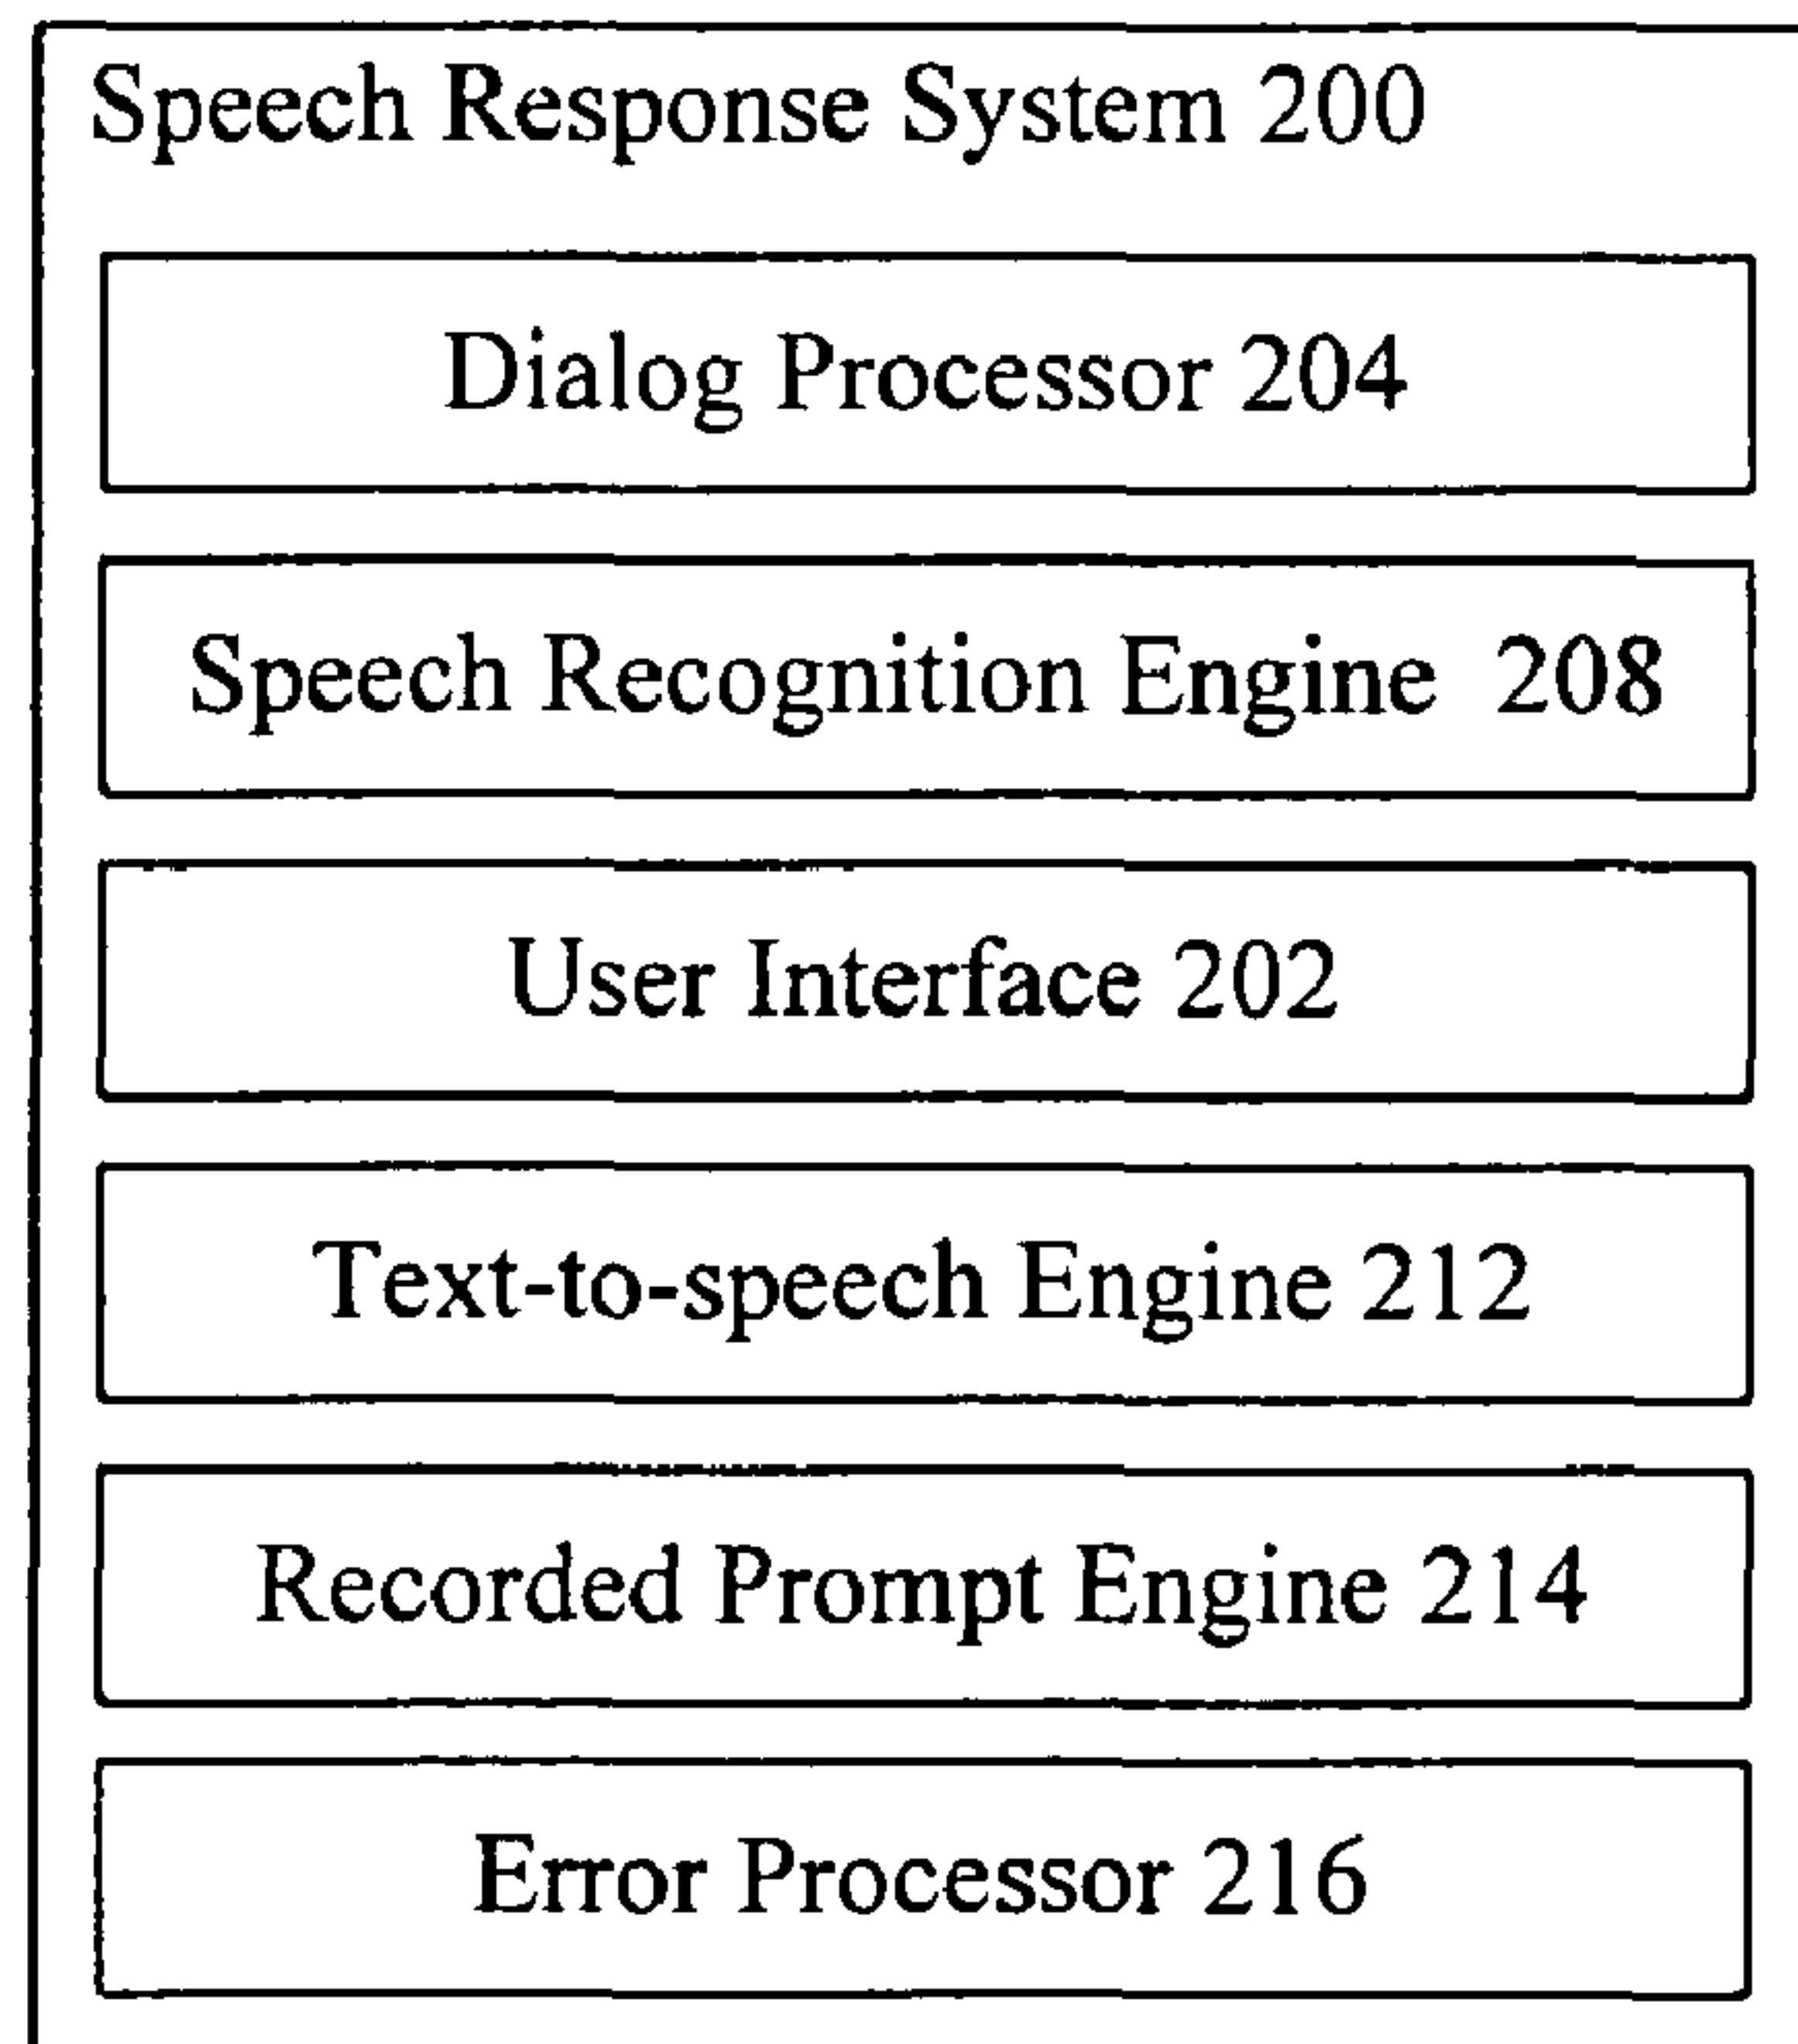 Speech Response System 200
Dialog Processor 204
Speech Recognition Engine 208
User Interface 202
Text-to-speech Engine 212
Recorded Prompt Engine 214
Error Processor 216